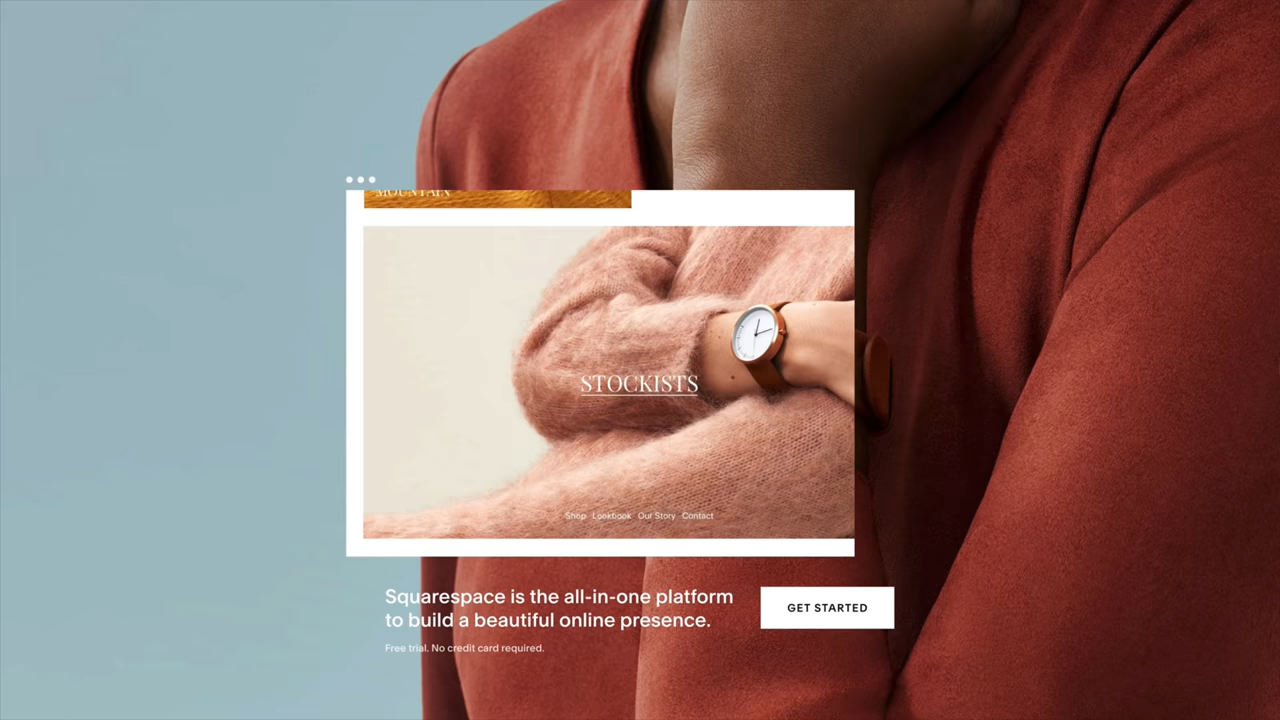 MOUNTAIN
STOCKISTS
Shop Lookbook Our Story Contact
Squarespace is the all-in-one platform
to build a beautiful online presence.
GET STARTED
Free trial. No credit card required.